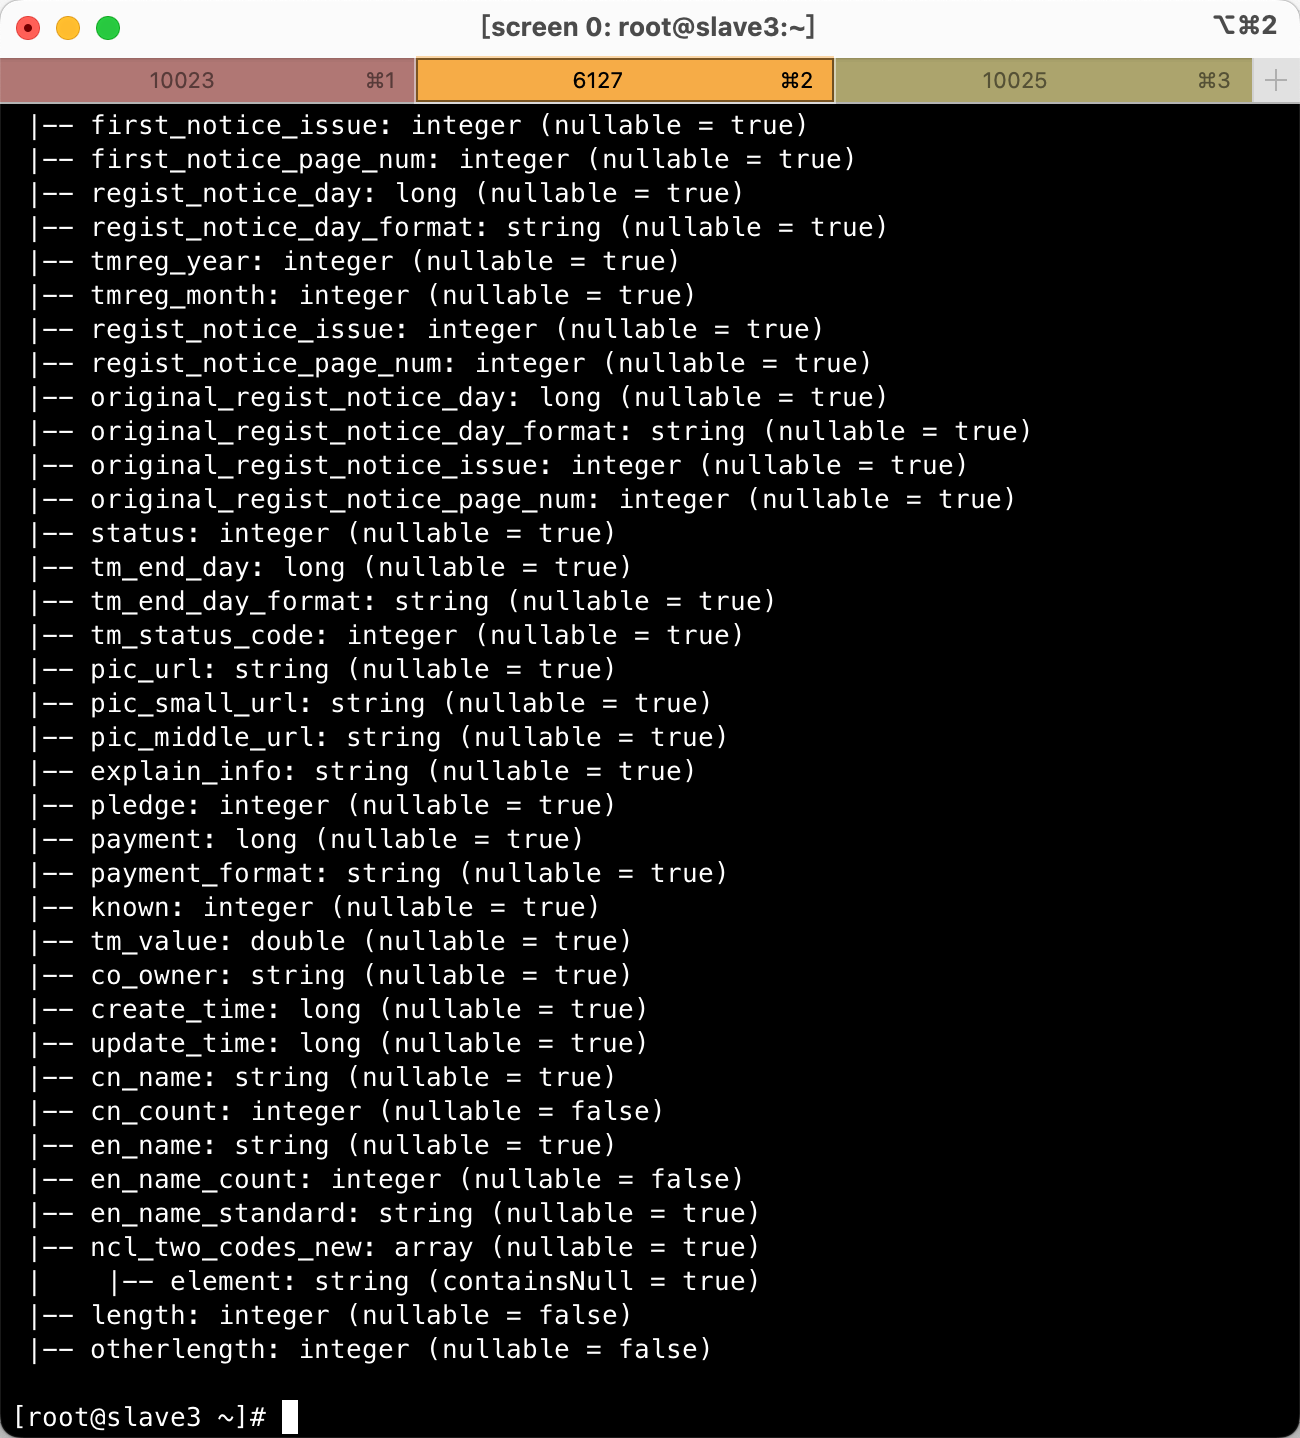 [screen 0: root@slave3:~]
⌥⌘2
10023 ⌘1
6127 ⌘2
10025 ⌘3
|-- first_notice_issue: integer (nullable = true)
|-- first_notice_page_num: integer (nullable = true)
|-- regist_notice_day: long (nullable = true)
|-- regist_notice_day_format: string (nullable = true)
|-- tmreg_year: integer (nullable = true)
|-- tmreg_month: integer (nullable = true)
|-- regist_notice_issue: integer (nullable = true)
|-- regist_notice_page_num: integer (nullable = true)
|-- original_regist_notice_day: long (nullable = true)
|-- original_regist_notice_day_format: string (nullable = true)
|-- original_regist_notice_issue: integer (nullable = true)
|-- original_regist_notice_page_num: integer (nullable = true)
|-- status: integer (nullable = true)
|-- tm_end_day: long (nullable = true)
|-- tm_end_day_format: string (nullable = true)
|-- tm_status_code: integer (nullable = true)
|-- pic_url: string (nullable = true)
|-- pic_small_url: string (nullable = true)
|-- pic_middle_url: string (nullable = true)
|-- explain_info: string (nullable = true)
|-- pledge: integer (nullable = true)
|-- payment: long (nullable = true)
|-- payment_format: string (nullable = true)
|-- known: integer (nullable = true)
|-- tm_value: double (nullable = true)
|-- co_owner: string (nullable = true)
|-- create_time: long (nullable = true)
|-- update_time: long (nullable = true)
|-- cn_name: string (nullable = true)
|-- cn_count: integer (nullable = false)
|-- en_name: string (nullable = true)
|-- en_name_count: integer (nullable = false)
|-- en_name_standard: string (nullable = true)
|-- ncl_two_codes_new: array (nullable = true)
|    |-- element: string (containsNull = true)
|-- length: integer (nullable = false)
|-- otherlength: integer (nullable = false)
[root@slave3 ~]#